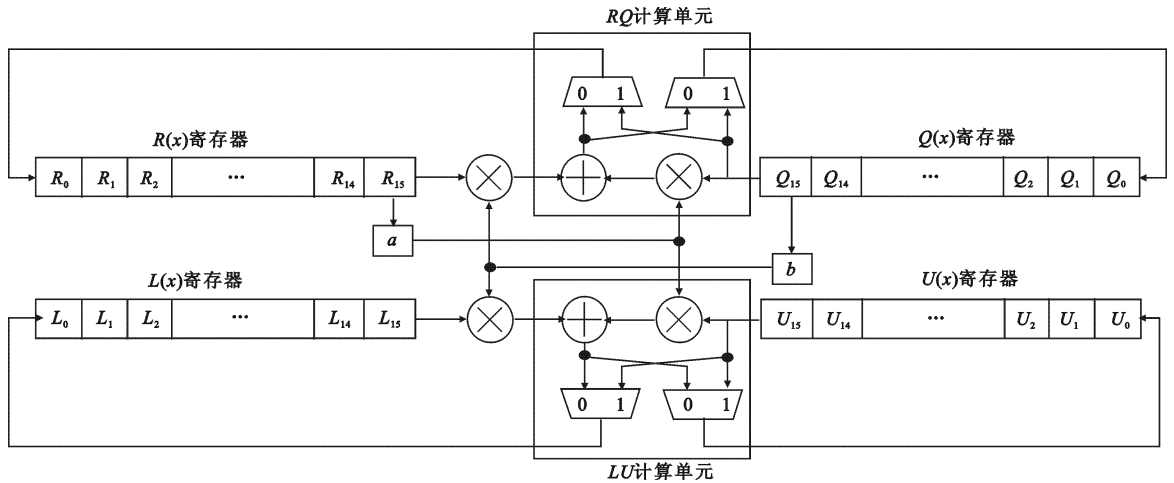 RQ计算单元
0 1 0 1
R(x)寄存器
Q(x)寄存器
R₀ R₁ R₂ ··· R₁₄ R₁₅
Q₁₅ Q₁₄ ··· Q₂ Q₁ Q₀
a
b
L(x)寄存器
U(x)寄存器
L₀ L₁ L₂ ··· L₁₄ L₁₅
U₁₅ U₁₄ ··· U₂ U₁ U₀
0 1 0 1
LU计算单元